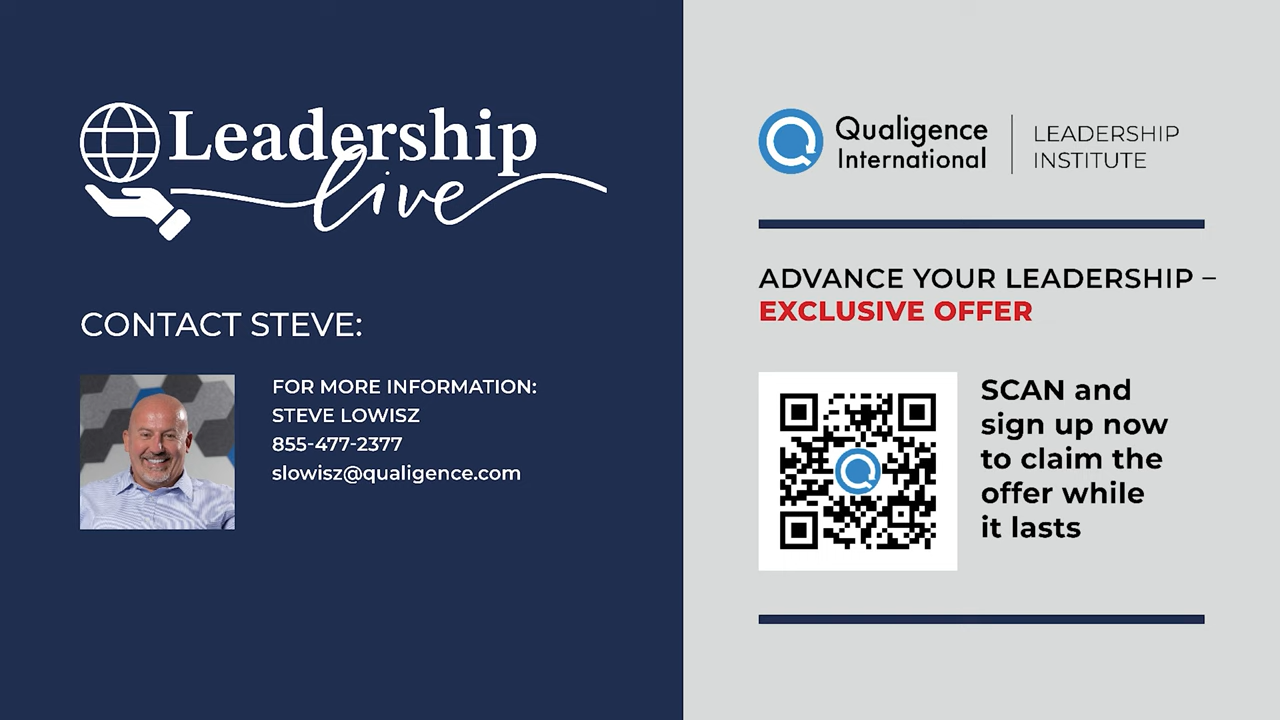 Leadership
live
CONTACT STEVE:
FOR MORE INFORMATION:
STEVE LOWISZ
855-477-2377
slowisz@qualigence.com
Qualigence
International
LEADERSHIP
INSTITUTE
ADVANCE YOUR LEADERSHIP –
EXCLUSIVE OFFER
SCAN and
sign up now
to claim the
offer while
it lasts